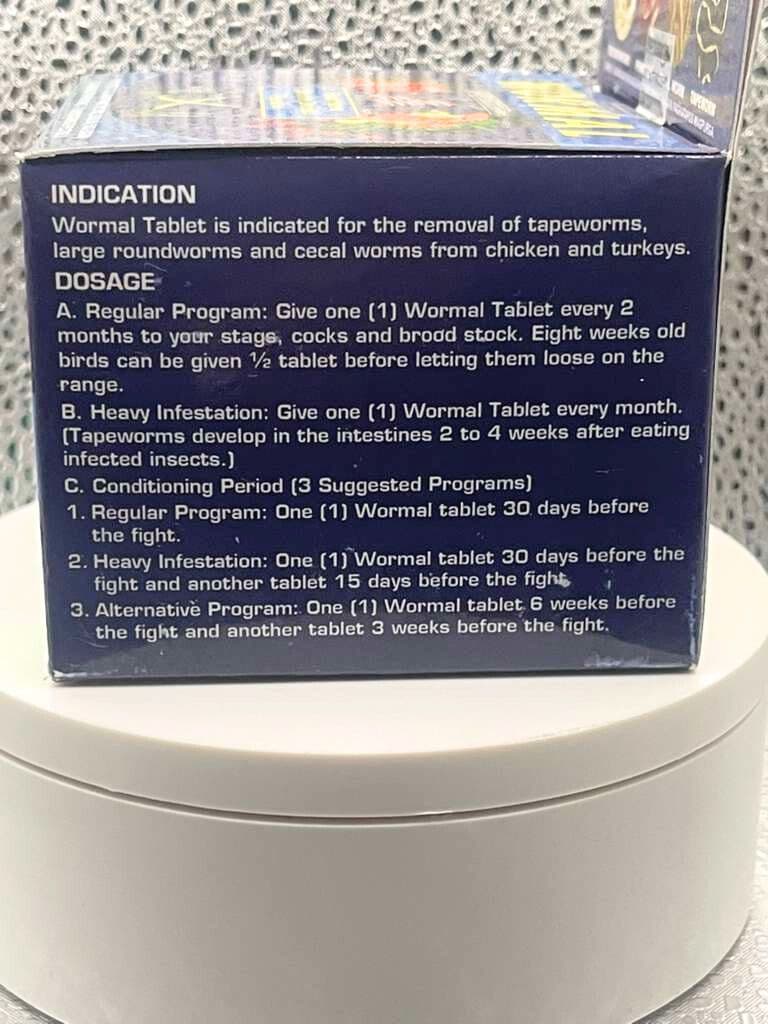 INDICATION
Wormal Tablet is indicated for the removal of tapeworms,
large roundworms and cecal worms from chicken and turkeys.
DOSAGE
A. Regular Program: Give one (1) Wormal Tablet every 2
months to your stags, cocks and brood stock. Eight weeks old
birds can be given ½ tablet before letting them loose on the
range.
B. Heavy Infestation: Give one (1) Wormal Tablet every month.
(Tapeworms develop in the intestines 2 to 4 weeks after eating
infected insects.)
C. Conditioning Period (3 Suggested Programs)
1. Regular Program: One (1) Wormal tablet 30 days before
the fight.
2. Heavy Infestation: One (1) Wormal tablet 30 days before the
fight and another tablet 15 days before the fight.
3. Alternative Program: One (1) Wormal tablet 6 weeks before
the fight and another tablet 3 weeks before the fight.